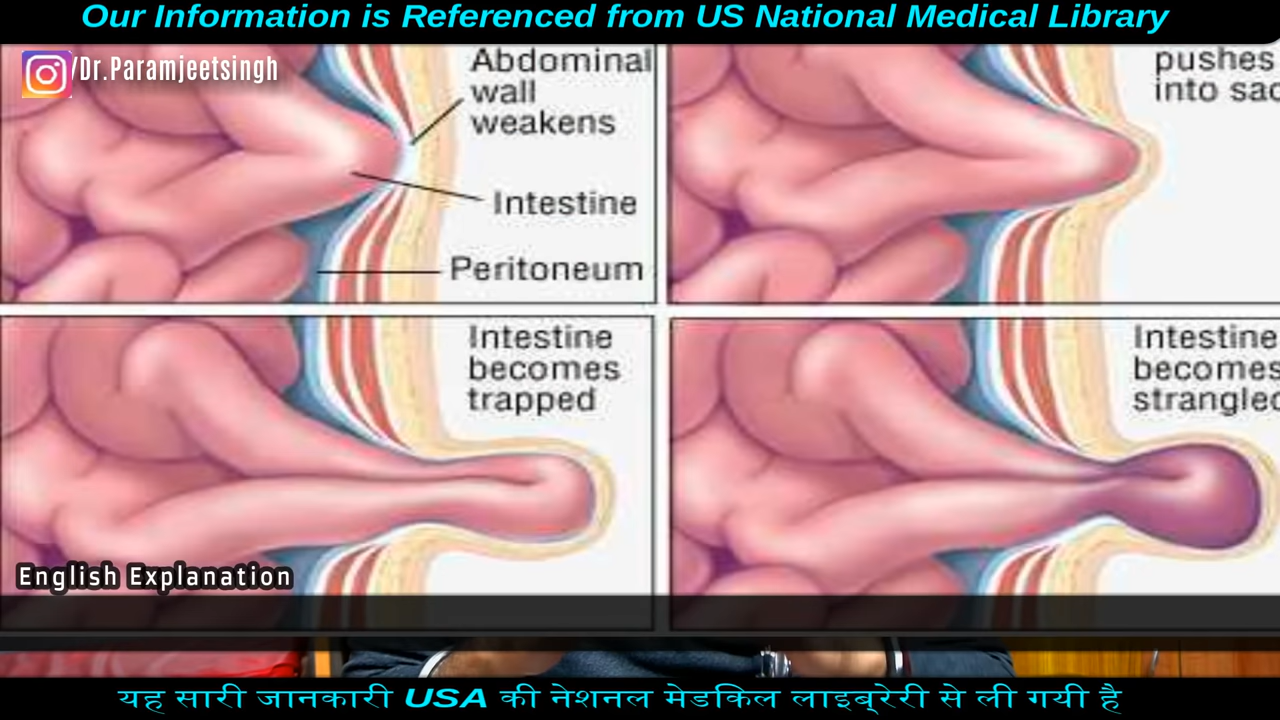 Our Information is Referenced from US National Medical Library
/Dr.Paramjeetsingh
Abdominal
wall
weakens
Intestine
Peritoneum
pushes
into sac
Intestine
becomes
trapped
Intestine
becomes
strangled
English Explanation
यह सारी जानकारी USA की नेशनल मेडकिल लाइब्रेरी से ली गयी है